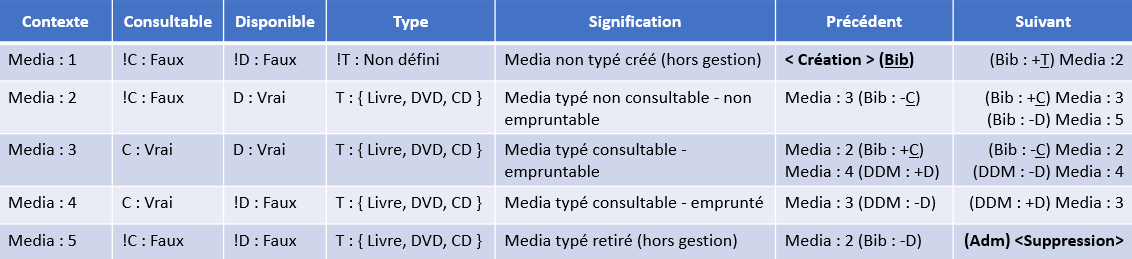 Contexte Consultable Disponible Type Signification Précédent Suivant
Media : 1 !C : Faux !D : Faux !T : Non défini Media non typé créé (hors gestion) < Création > (Bib) (Bib : +T) Media :2
Media : 2 !C : Faux D : Vrai T : { Livre, DVD, CD } Media typé non consultable - non Media : 3 (Bib : -C) (Bib : +C) Media : 3
empruntable (Bib : -D) Media : 5
Media : 3 C : Vrai D : Vrai T : { Livre, DVD, CD } Media typé consultable - Media : 2 (Bib : +C) (Bib : -C) Media : 2
empruntable Media : 4 (DDM : +D) (DDM : -D) Media : 4
Media : 4 C : Vrai !D : Faux T : { Livre, DVD, CD } Media typé consultable - emprunté Media : 3 (DDM : -D) (DDM : +D) Media : 3
Media : 5 !C : Faux !D : Faux T : { Livre, DVD, CD } Media typé retiré (hors gestion) Media : 2 (Bib : -D) (Adm) <Suppression>